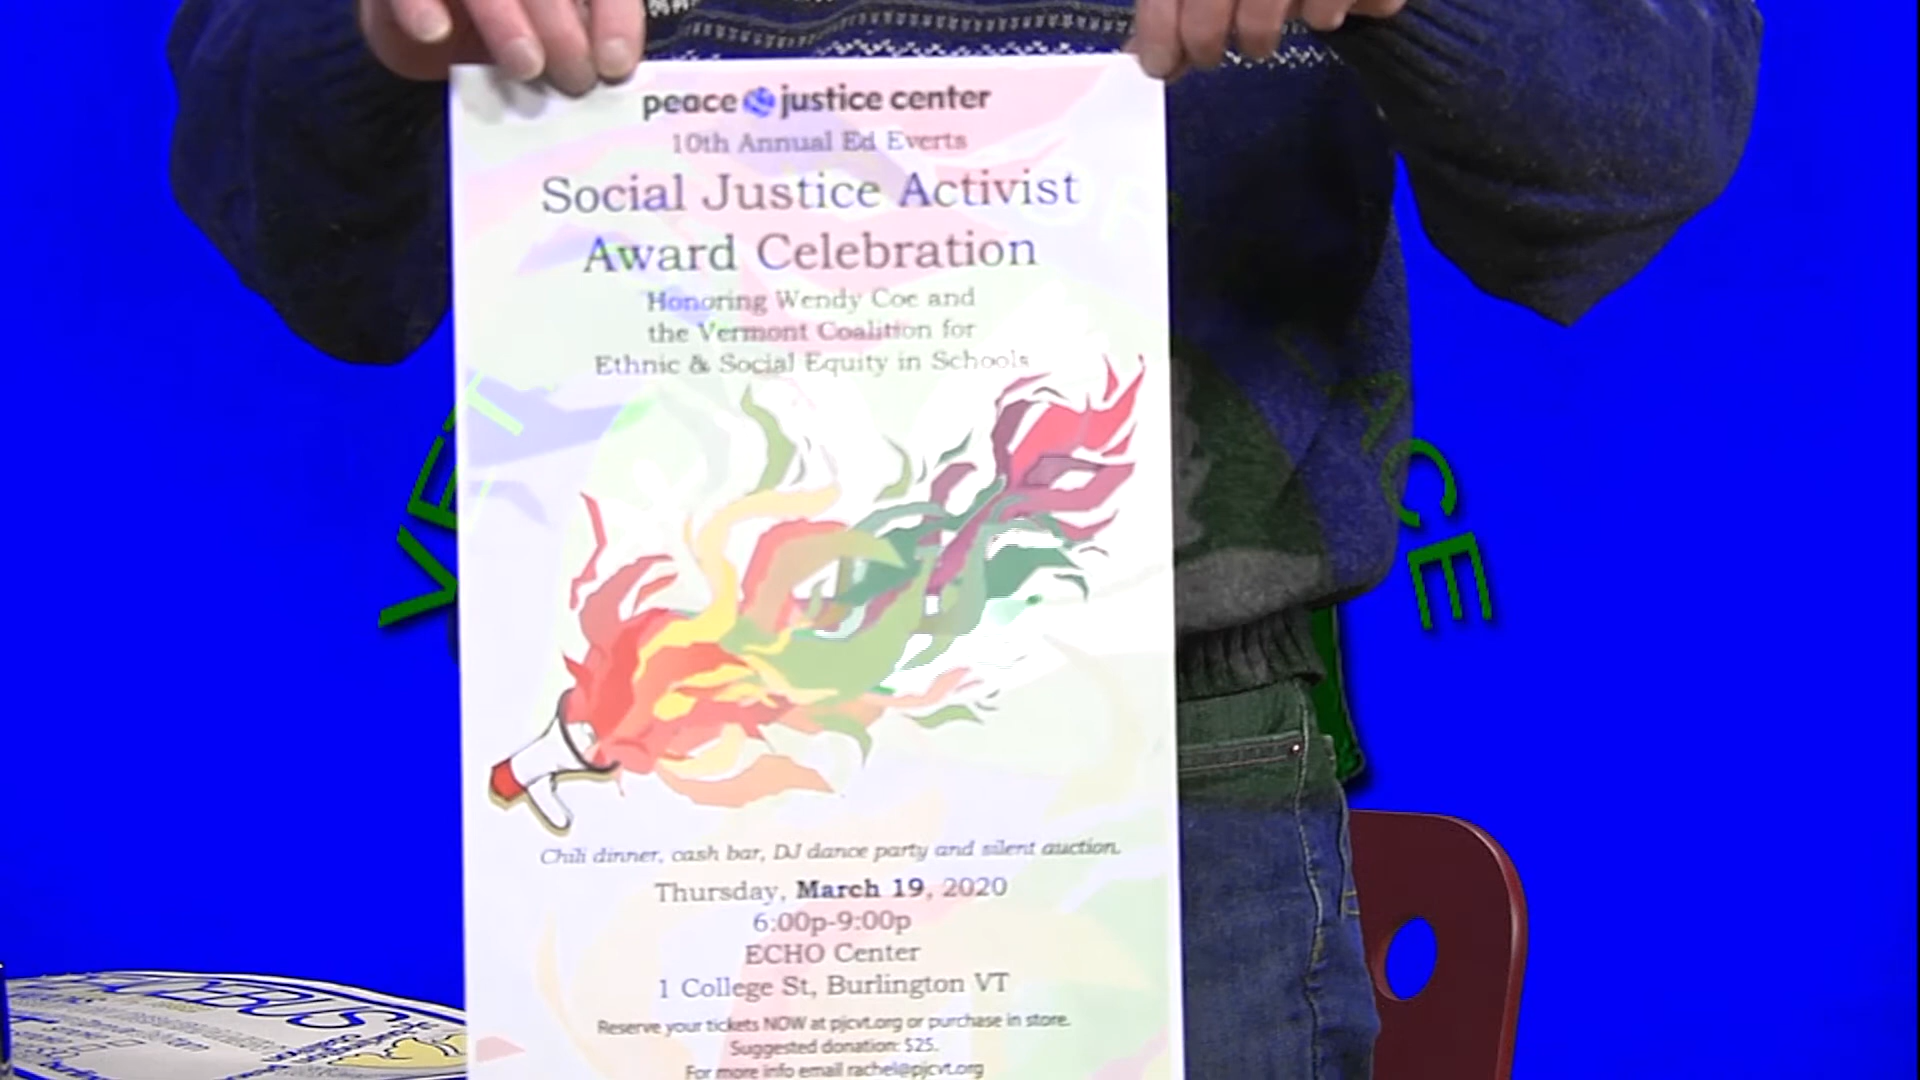 peace justice center
10th Annual Ed Everts
Social Justice Activist
Award Celebration
Honoring Wendy Coe and
the Vermont Coalition for
Ethnic & Social Equity in Schools
Chili dinner, cash bar, DJ dance party and silent auction.
Thursday, March 19, 2020
6:00p-9:00p
ECHO Center
1 College St, Burlington VT
Reserve your tickets NOW at pjcvt.org or purchase in store.
Suggested donation: $25.
For more info email rachel@pjcvt.org